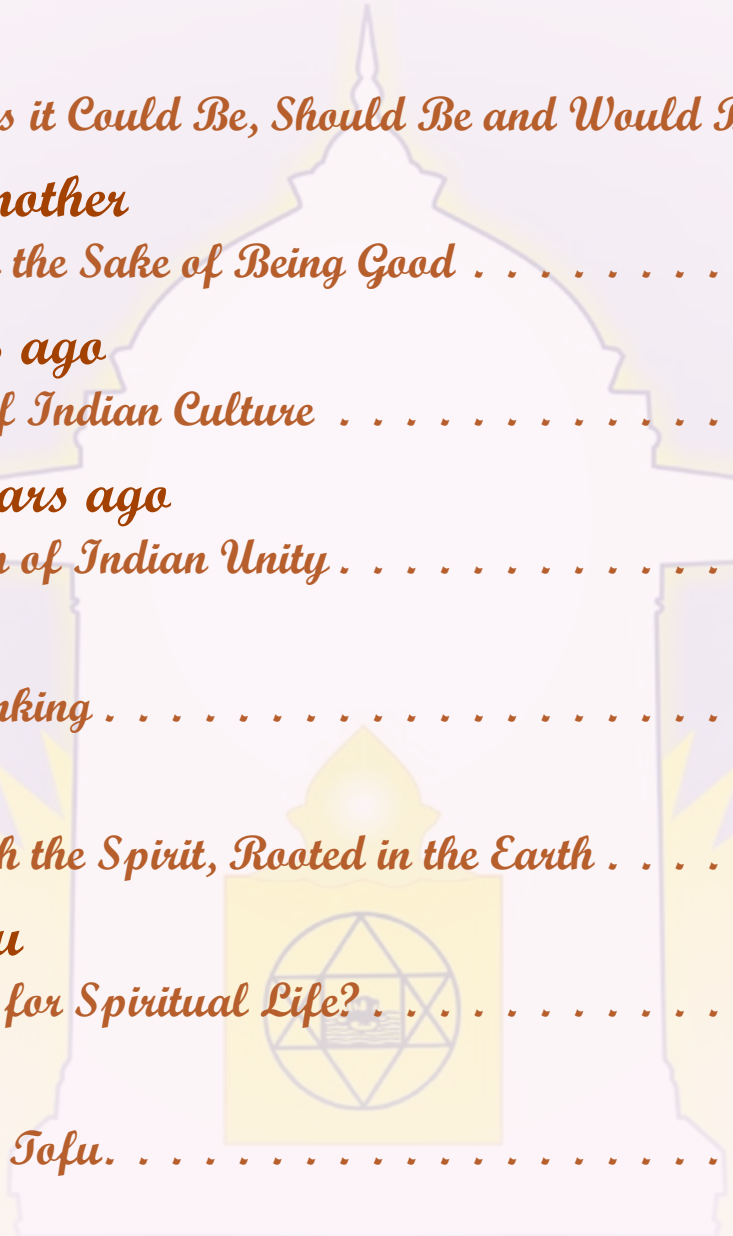 s it Could Be, Should Be and Would
nother
the Sake of Being Good . . . . . . . .
ago
f Indian Culture . . . . . . . . . . . .
ars ago
n of Indian Unity . . . . . . . . . . . .
nking . . . . . . . . . . . . . . . . . . .
h the Spirit, Rooted in the Earth . . . .
u
for Spiritual Life? . . . . . . . . . . .
Tofu. . . . . . . . . . . . . . . . . . .